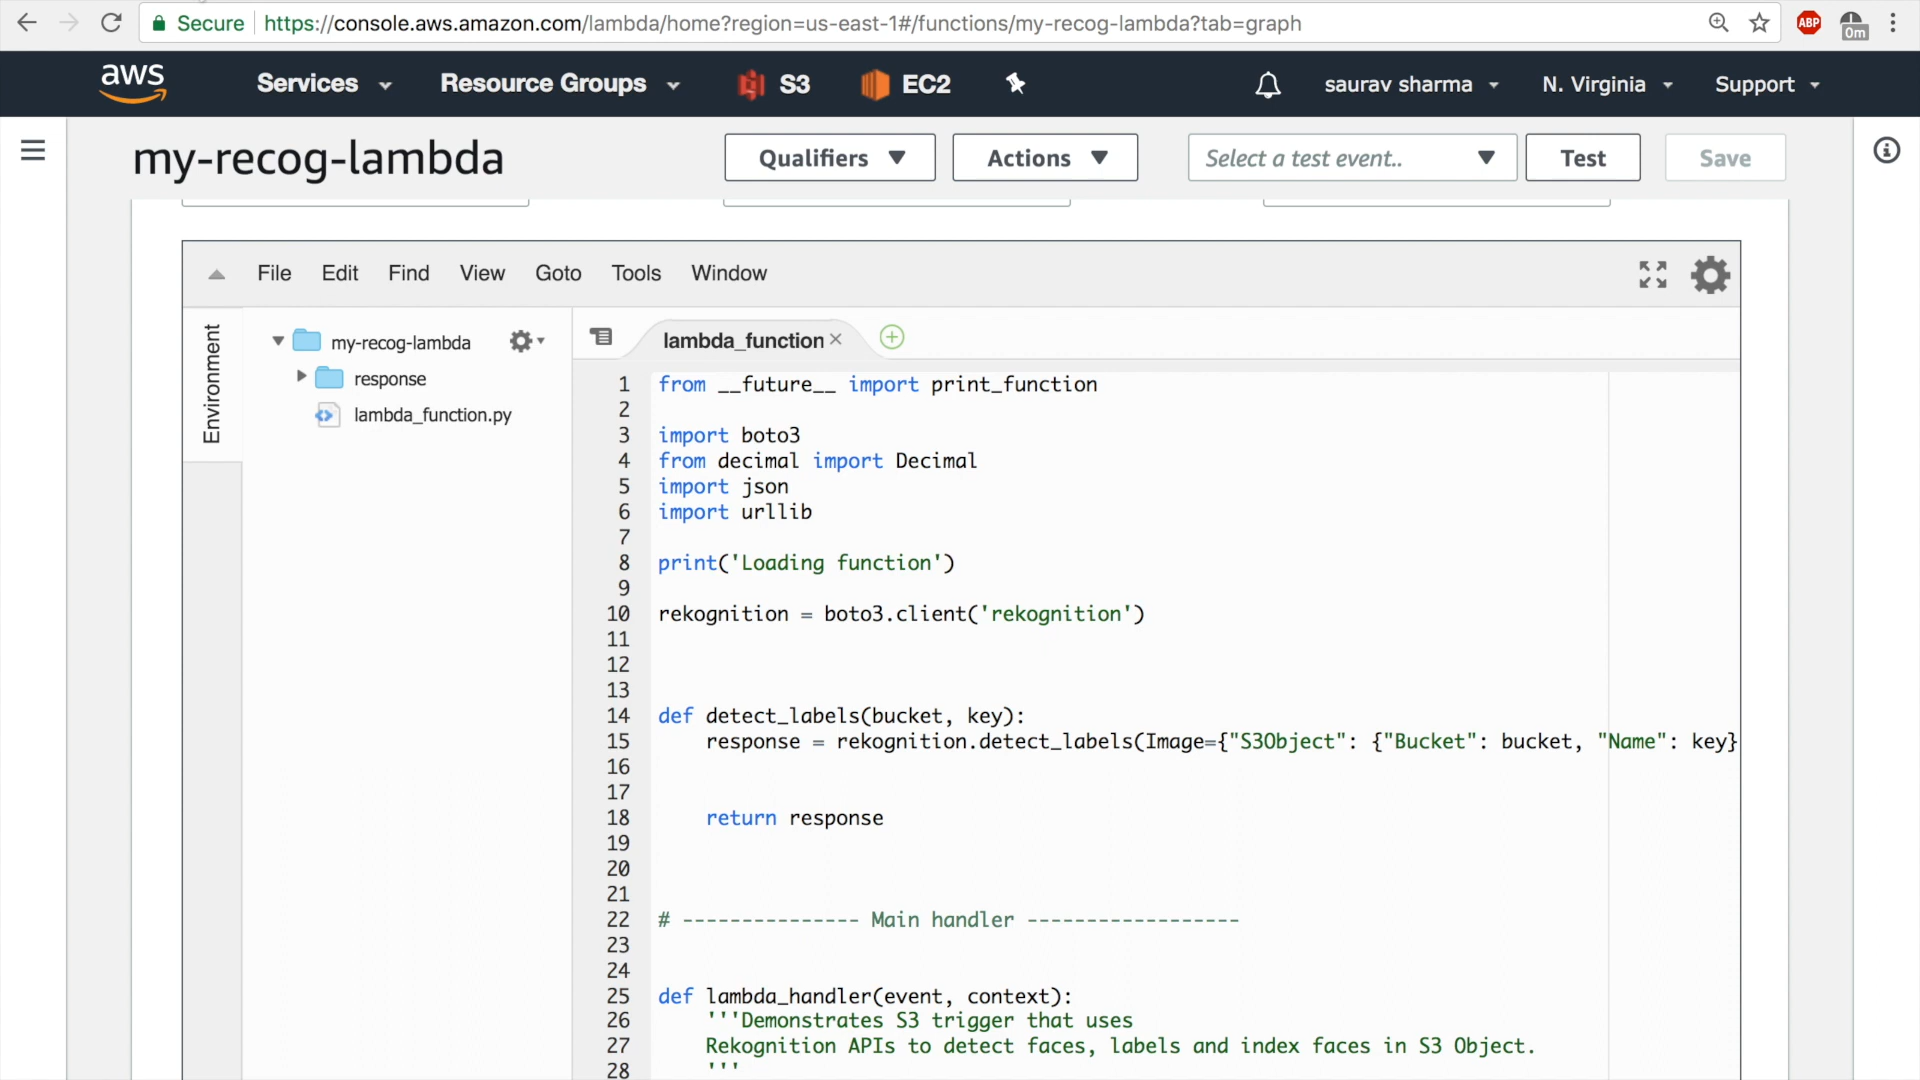 Secure https://console.aws.amazon.com/lambda/home?region=us-east-1#/functions/my-recog-lambda?tab=graph ABP 0m
aws Services Resource Groups S3 EC2 saurav sharma N. Virginia Support
my-recog-lambda Qualifiers Actions Select a test event.. Test Save
File Edit Find View Goto Tools Window
Environment
my-recog-lambda
response
lambda_function.py
lambda_function
1 from __future__ import print_function
2
3 import boto3
4 from decimal import Decimal
5 import json
6 import urllib
7
8 print('Loading function')
9
10 rekognition = boto3.client('rekognition')
11
12
13
14 def detect_labels(bucket, key):
15     response = rekognition.detect_labels(Image={"S3Object": {"Bucket": bucket, "Name": key}
16
17
18     return response
19
20
21
22 # --------------- Main handler ------------------
23
24
25 def lambda_handler(event, context):
26     '''Demonstrates S3 trigger that uses
27     Rekognition APIs to detect faces, labels and index faces in S3 Object.
28     '''